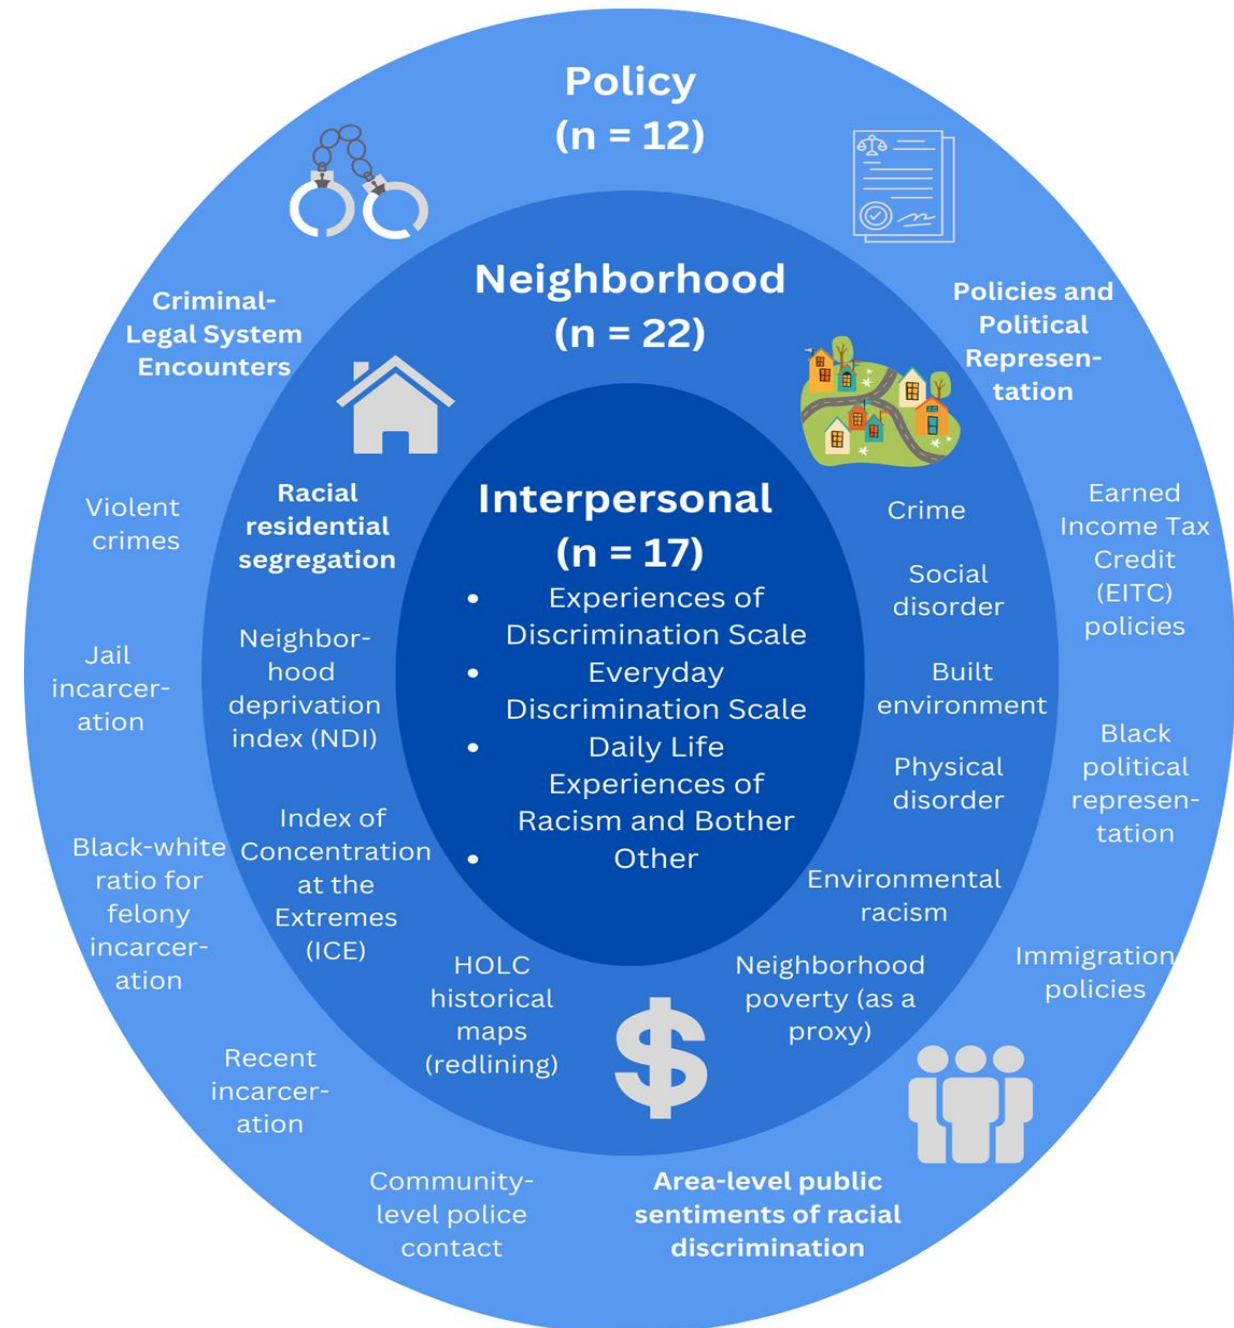 Policy
(n = 12)
Neighborhood
(n = 22)
Criminal-
Legal System
Encounters
Policies and
Political
Represen-
tation
Interpersonal
(n = 17)
• Experiences of
Discrimination Scale
• Everyday
Discrimination Scale
• Daily Life
Experiences of
Racism and Bother
• Other
Racial
residential
segregation
Neighbor-
hood
deprivation
index (NDI)
Index of
Concentration
at the
Extremes
(ICE)
HOLC
historical
maps
(redlining)
Crime
Social
disorder
Built
environment
Physical
disorder
Environmental
racism
Neighborhood
poverty (as a
proxy)
$
Violent
crimes
Jail
incarcer-
ation
Black-white
ratio for
felony
incarcer-
ation
Recent
incarcer-
ation
Community-
level police
contact
Earned
Income Tax
Credit
(EITC)
policies
Black
political
represen-
tation
Immigration
policies
Area-level public
sentiments of racial
discrimination